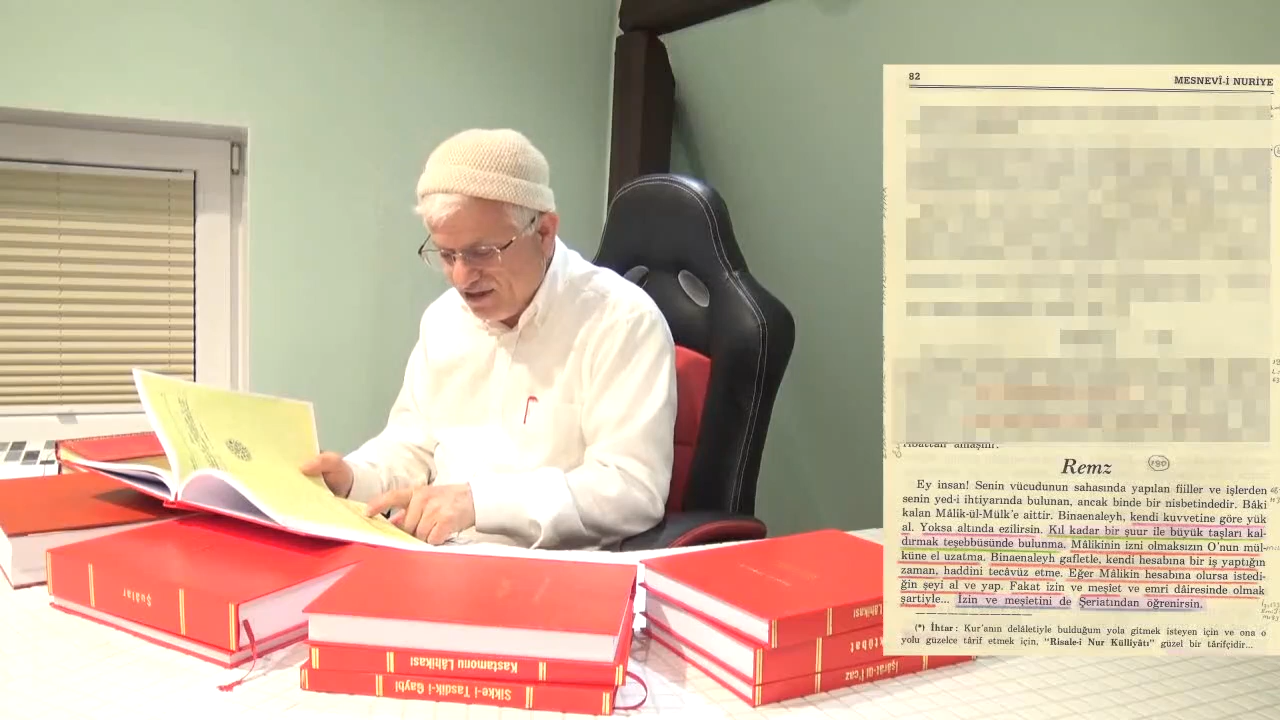 82
MESNEVİ-İ NURİYE
Remz
190
Ey insan! Senin vücudunun sahasında yapılan fiiller ve işlerden
senin yed-i ihtiyarında bulunan, ancak binde bir nisbetindedir. Bâki
kalan Mâlik-ül-Mülk'e aittir. Binaenaleyh, kendi kuvvetine göre yük
al. Yoksa altında ezilirsin. Kıl kadar bir şuur ile büyük taşları kal-
dırmak teşebbüsünde bulunma. Mâlikinin izni olmaksızın O'nun mül-
küne el uzatma. Binaenaleyh gafletle, kendi hesabına bir iş yaptığın
zaman, haddini tecâvüz etme. Eğer Mâlikin hesabına olursa istedi-
ğin şeyi al ve yap. Fakat izin ve meşiet ve emri dâiresinde olmak
şartiyle... İzin ve meşietini de Şeriatından öğrenirsin.
(*) İhtar: Kur'anın delâletiyle bulduğum yola gitmek isteyen için ve ona o
yolu güzelce târif etmek için, "Risale-i Nur Külliyâtı" güzel bir târifçidir...
Şuâlar
Kastamonu Lâhikası
Sikke-i Tasdik-i Gaybî
Lâhikası
İşârât-ül İ'caz